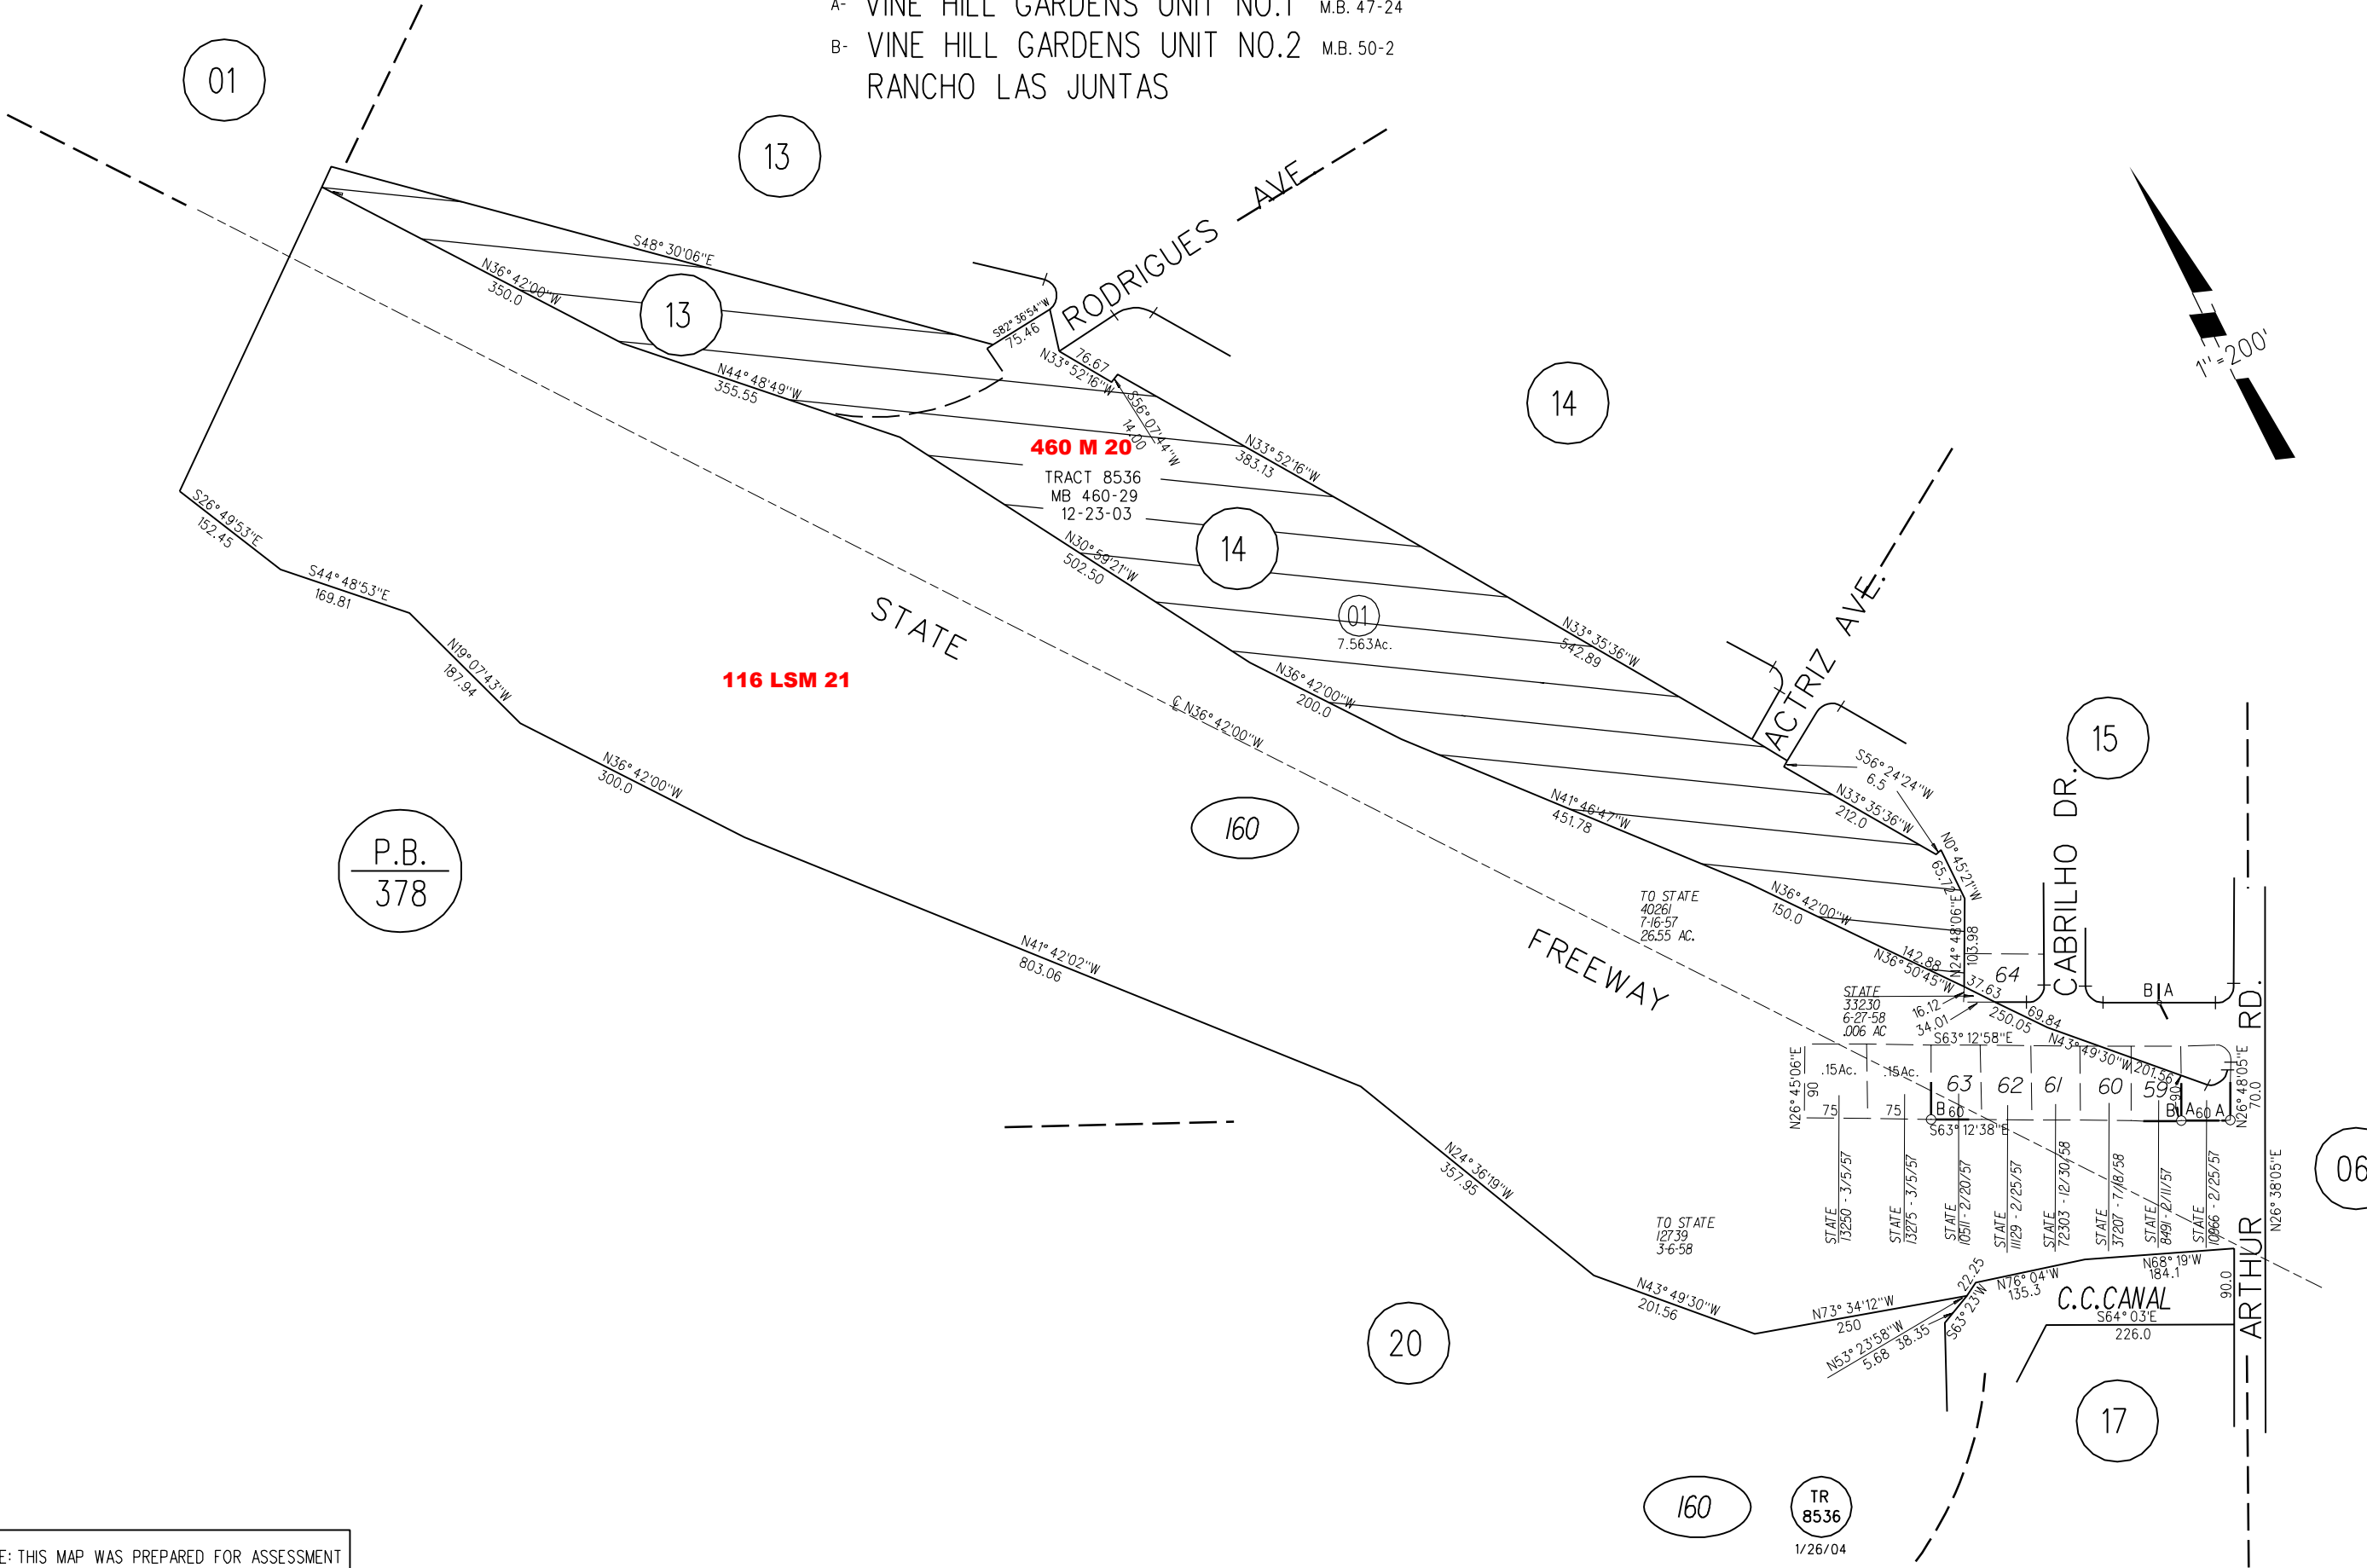 A- VINE HILL GARDENS UNIT NO.1 M.B. 47-24
B- VINE HILL GARDENS UNIT NO.2 M.B. 50-2
RANCHO LAS JUNTAS
01
13
RODRIGUES AVE.
1"=200'
S48°30'06"E
N36°42'00"W
350.0
13
S82°36'54"W
75.46
76.67
N33°52'16"W
S56°07'44"W
14.00
N44°48'49"W
355.55
14
460 M 20
TRACT 8536
MB 460-29
12-23-03
N33°52'16"W
383.13
S26°49'53"E
152.45
S44°48'53"E
169.81
N30°59'21"W
502.50
14
01
7.563Ac.
N33°35'36"W
542.89
ACTRIZ AVE.
STATE
N19°07'43"W
187.94
116 LSM 21
N36°42'00"W
200.0
℄ N36°42'00"W
15
S56°24'24"W
6.5
N33°35'36"W
212.0
CABRILHO DR.
N36°42'00"W
300.0
160
N41°46'47"W
451.78
P.B.
378
N0°45'21"W
65.72
TO STATE
40261
7-16-57
26.55 AC.
N36°42'00"W
150.0
N24°48'06"E
103.98
142.88
N36°50'45"W
64
FREEWAY
N41°42'02"W
803.06
STATE
33230
6-27-58
.006 AC
16.12
34.01
37.63
250.05
69.84
B A
S63°12'58"E
N43°49'30"W 201.56
N26°45'06"E
90
.15Ac.
.15Ac.
63
62
61
60
59
90
N26°48'05"E
70.0
75
75
B 60
B A 60 A
S63°12'38"E
ARTHUR RD.
N26°38'05"E
06
STATE
13250 - 3/5/57
STATE
13275 - 3/5/57
STATE
10511 - 2/20/57
STATE
11129 - 2/25/57
STATE
72303 - 12/30/58
STATE
37207 - 7/18/58
STATE
8491 - 2/11/57
STATE
10966 - 2/25/57
N24°36'19"W
357.95
TO STATE
12739
3-6-58
N43°49'30"W
201.56
N73°34'12"W
250
22.25
S63°23'W
N53°23'58"W
5.68 38.35
N76°04'W
135.3
N68°19'W
184.1
90.0
C.C.CANAL
S64°03'E
226.0
20
17
160
TR
8536
1/26/04
E: THIS MAP WAS PREPARED FOR ASSESSMENT